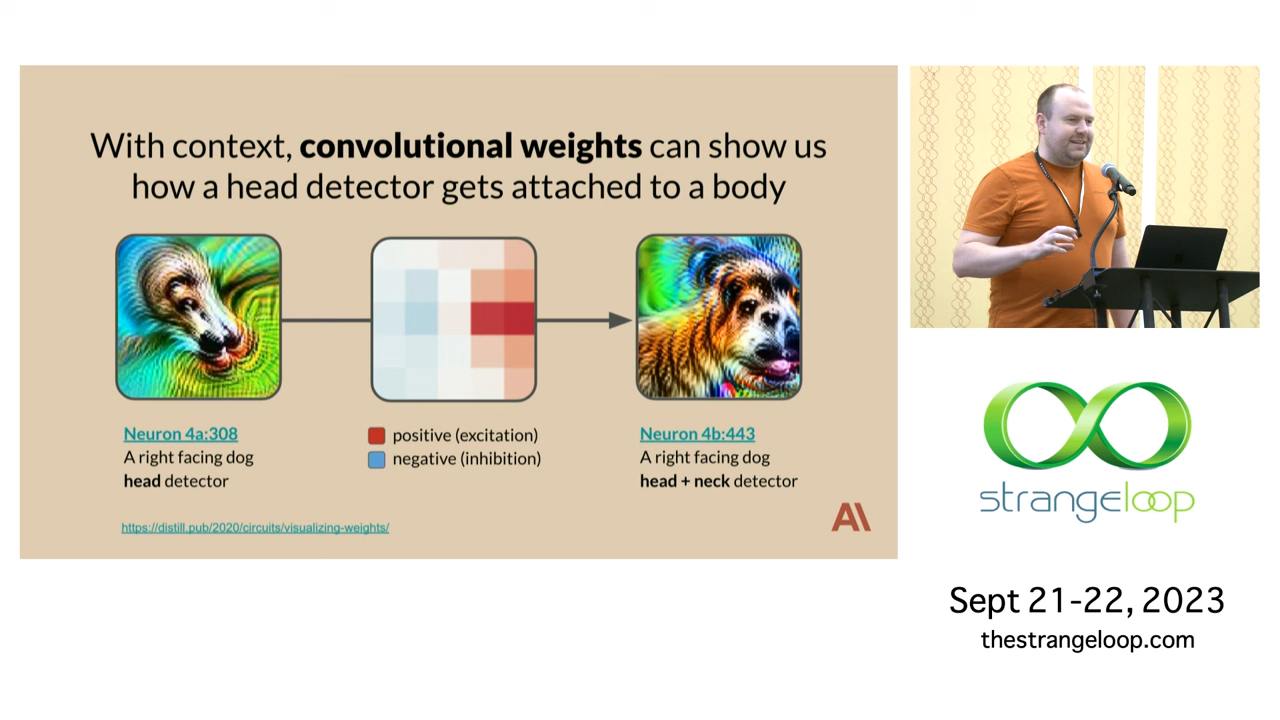 With context, convolutional weights can show us
how a head detector gets attached to a body
Neuron 4a:308
A right facing dog
head detector
positive (excitation)
negative (inhibition)
Neuron 4b:443
A right facing dog
head + neck detector
https://distill.pub/2020/circuits/visualizing-weights/
A\
strangeloop
Sept 21-22, 2023
thestrangeloop.com